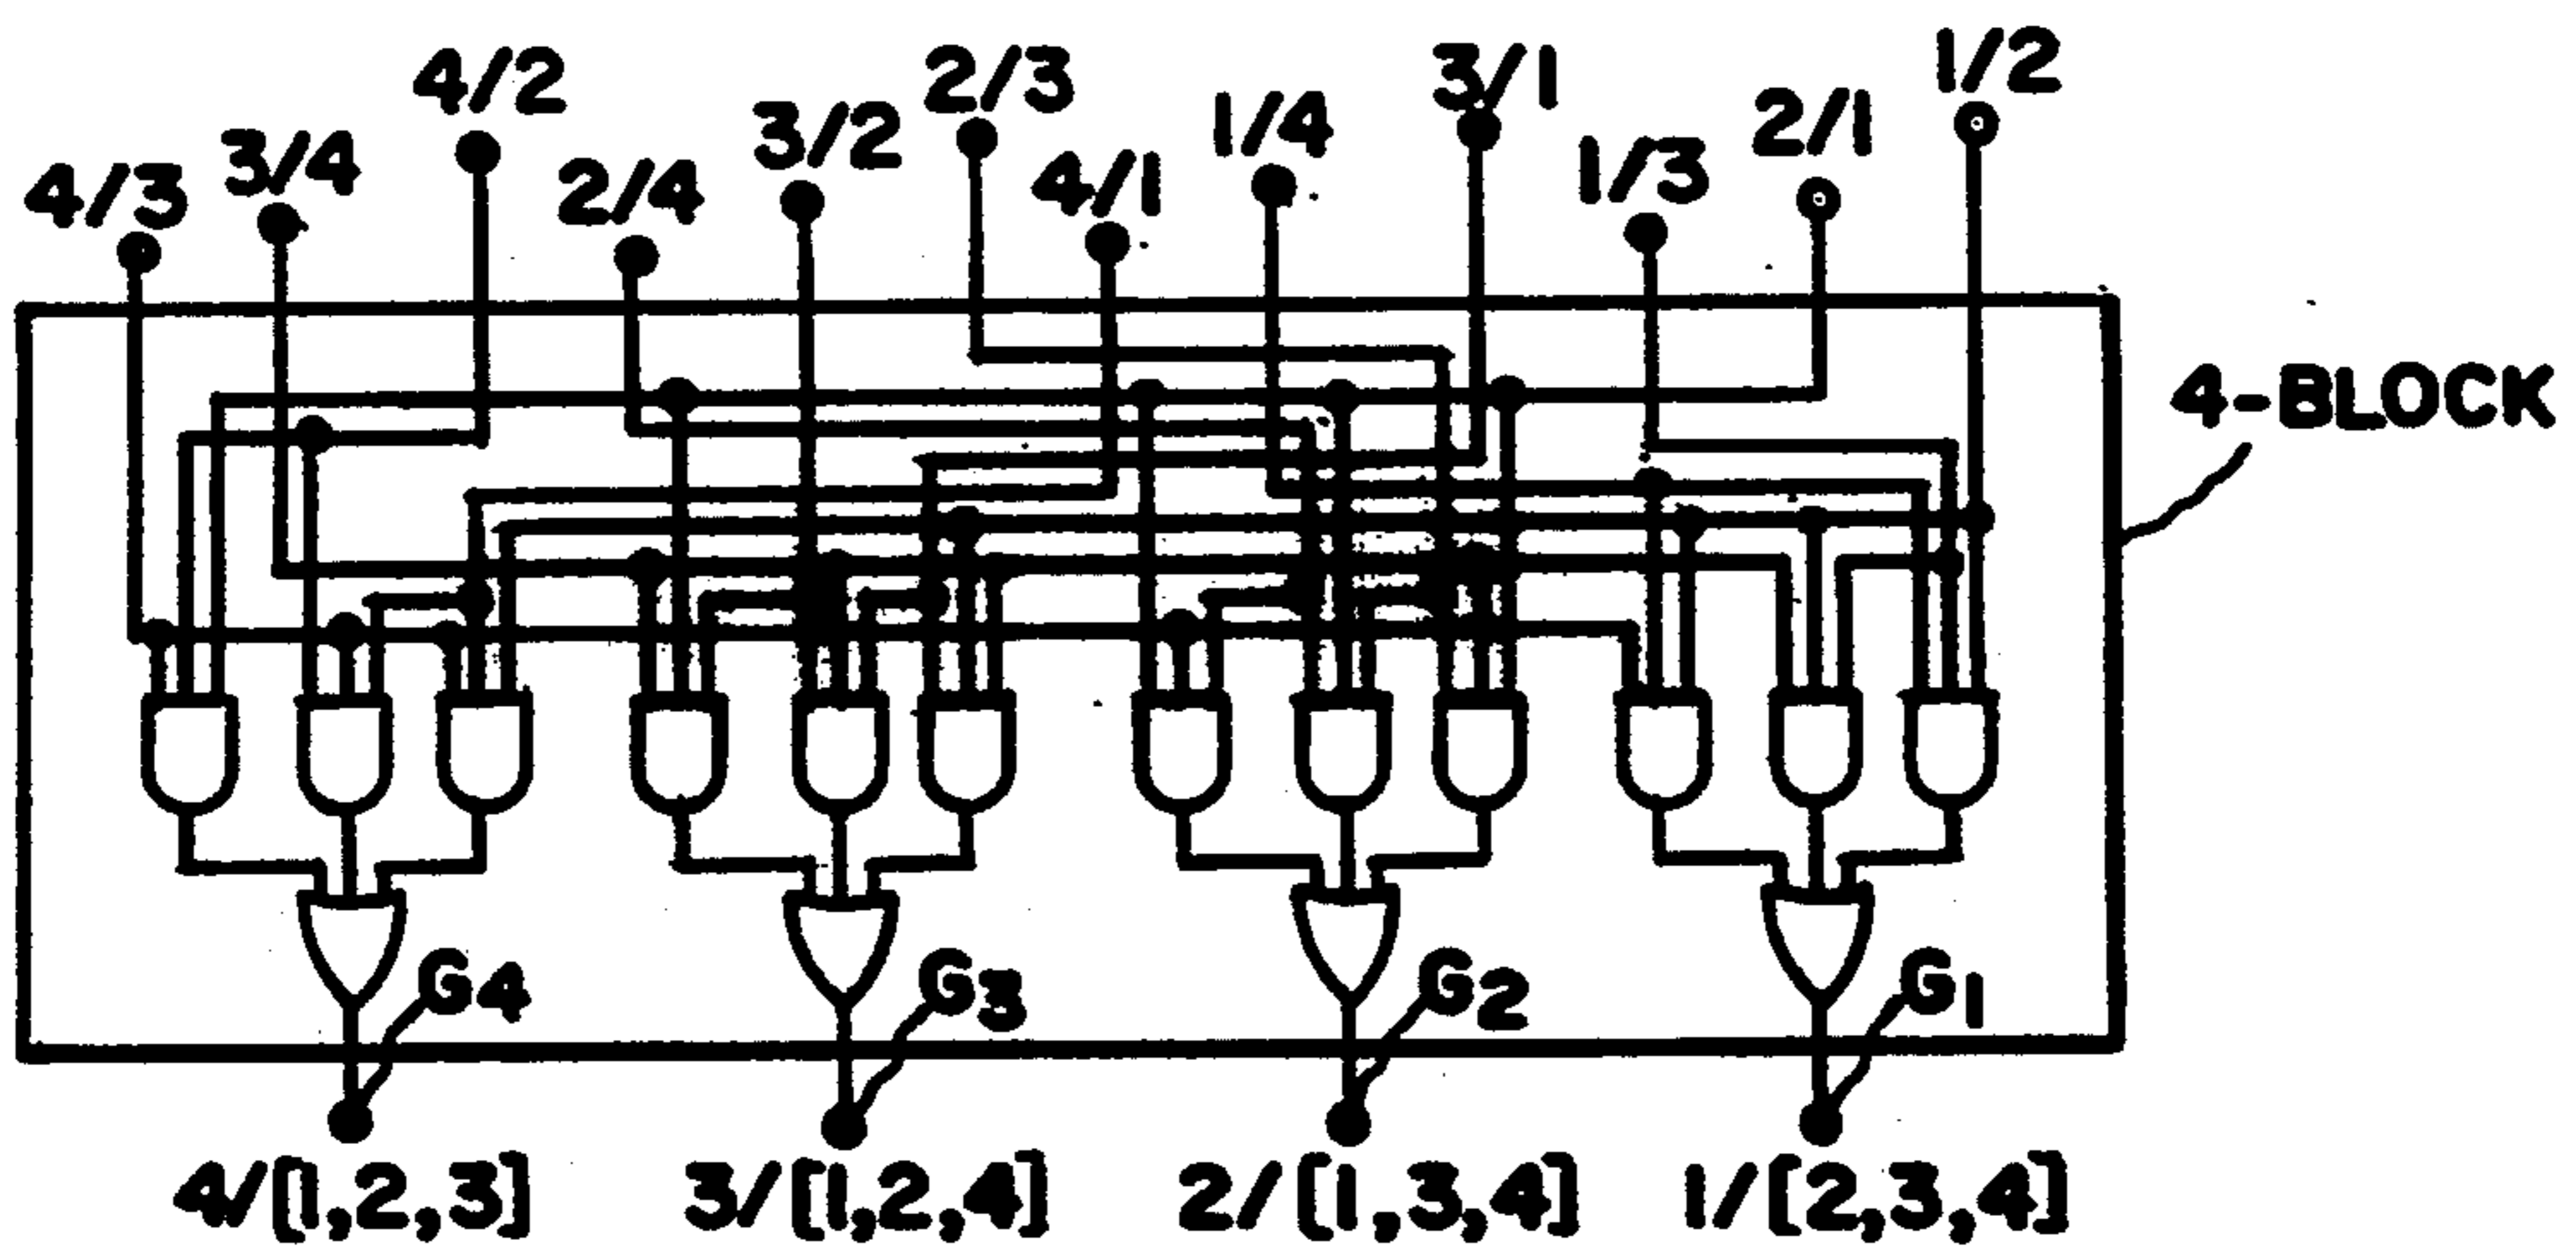 4/3 3/4 4/2 2/4 3/2 2/3 4/1 1/4 3/1 1/3 2/1 1/2
4-BLOCK
G4 G3 G2 G1
4/[1,2,3] 3/[1,2,4] 2/[1,3,4] 1/[2,3,4]